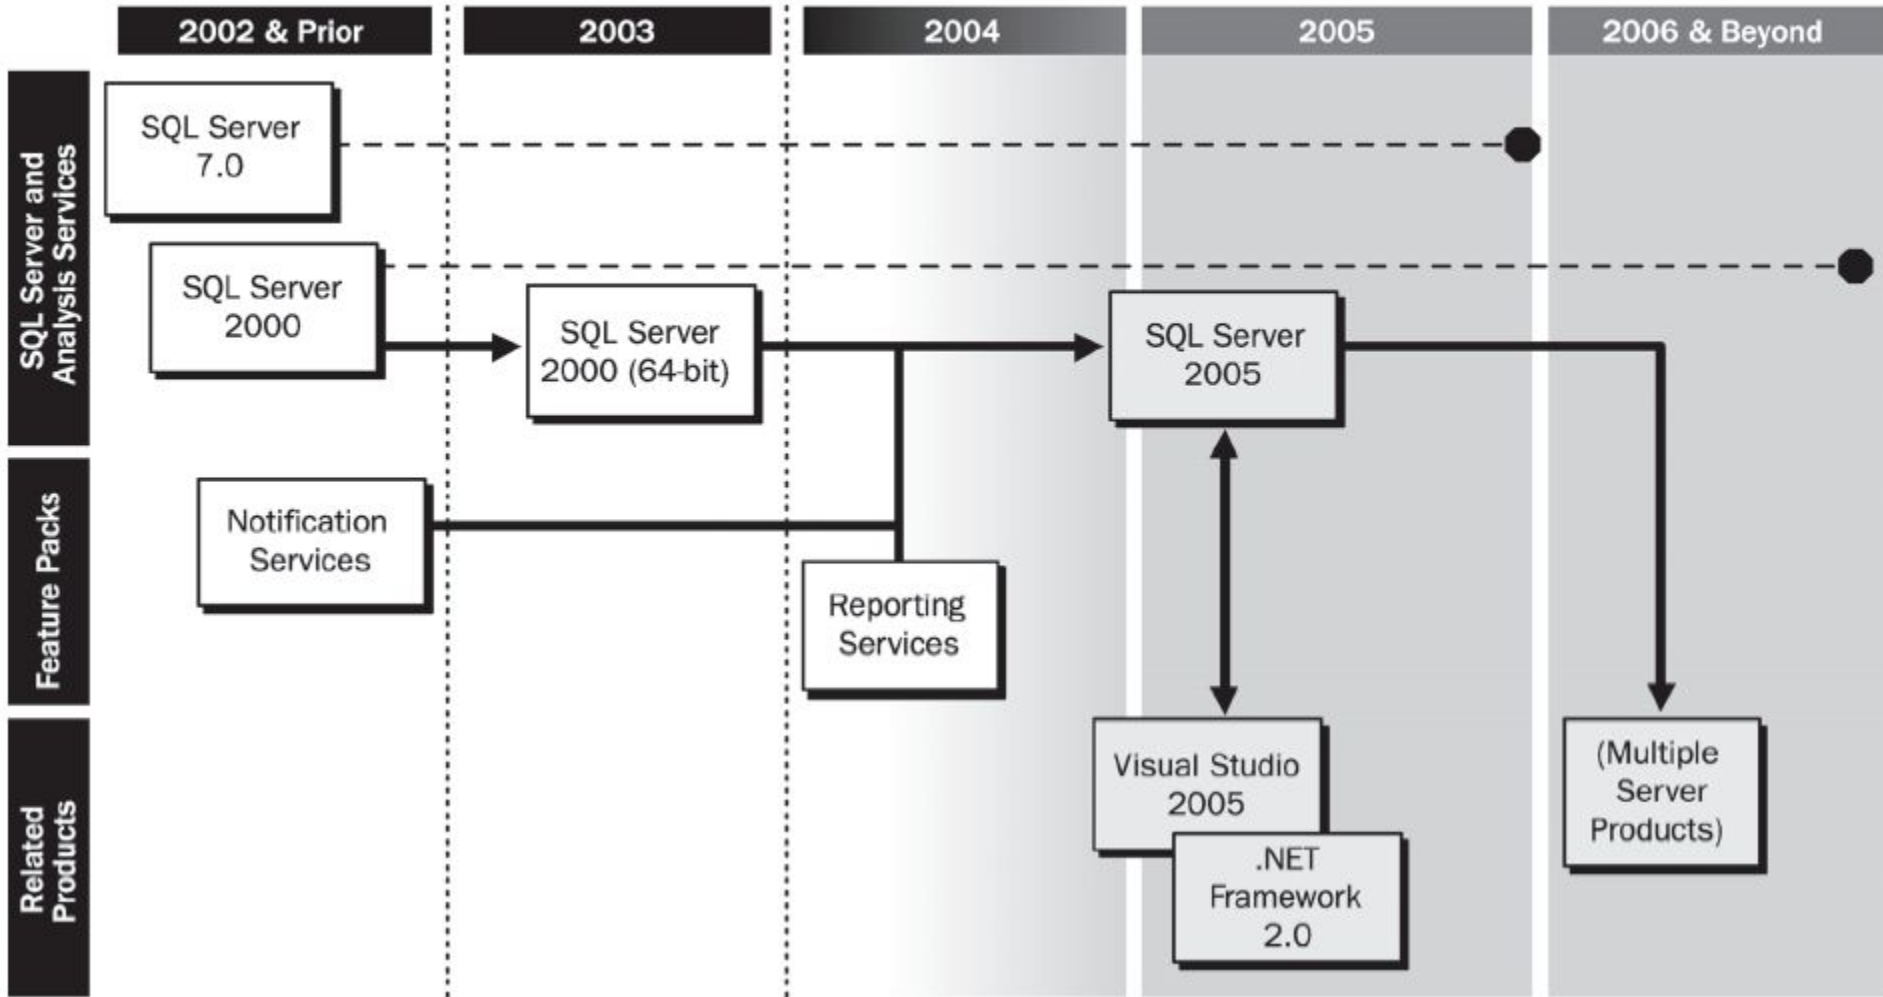 2002 & Prior
2003
2004
2005
2006 & Beyond
SQL Server and
Analysis Services
SQL Server
7.0
SQL Server
2000
SQL Server
2000 (64-bit)
SQL Server
2005
Feature Packs
Notification
Services
Reporting
Services
Related
Products
Visual Studio
2005
.NET
Framework
2.0
(Multiple
Server
Products)